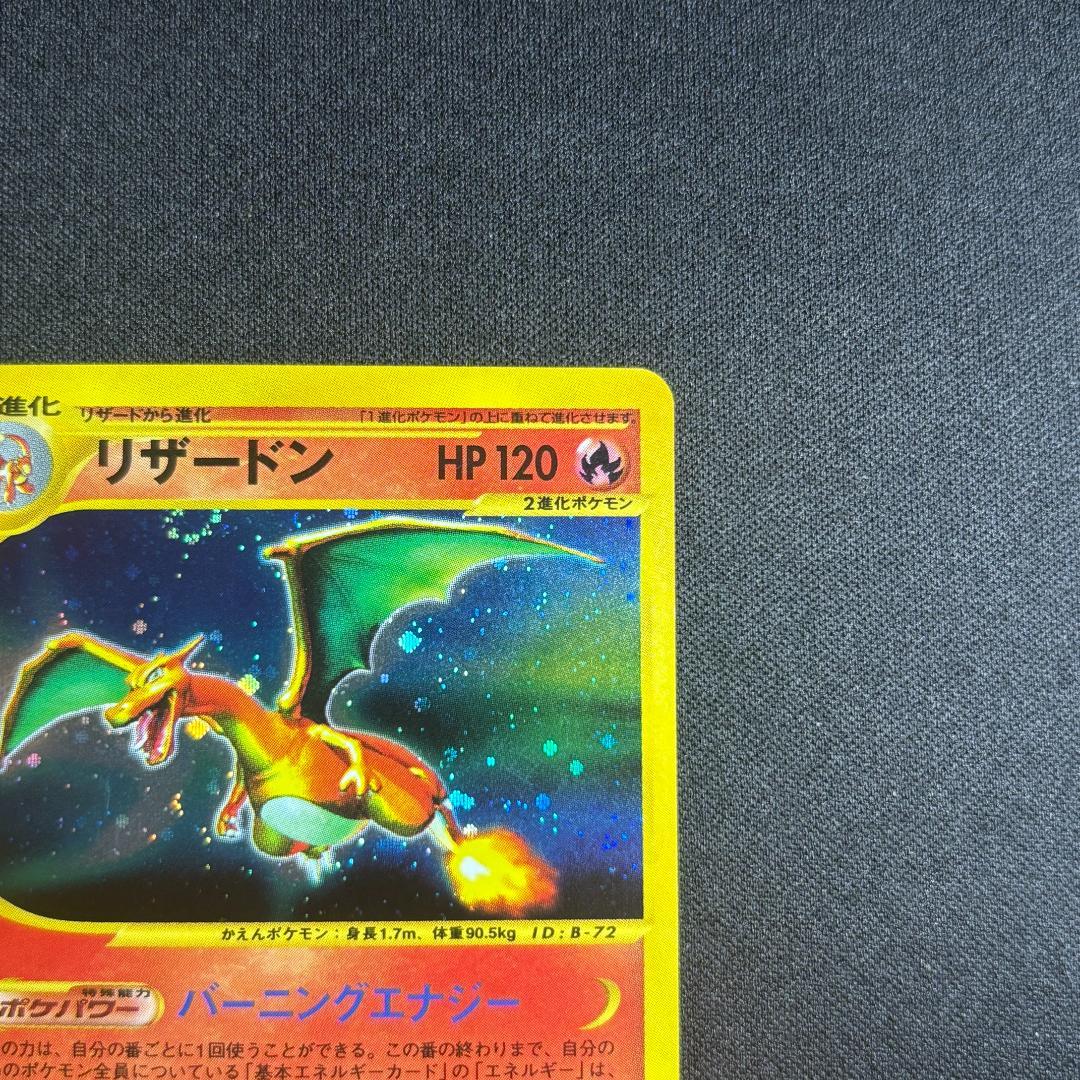 進化
リザードから進化
「1進化ポケモン」の上に重ねて進化させます。
リザードン HP 120
2進化ポケモン
かえんポケモン：身長1.7m、体重90.5kg ID:B-72
特殊能力
ポケパワー バーニングエナジー
の力は、自分の番ごとに1回使うことができる。この番の終わりまで、自分の
のポケモン全員についている「基本エネルギーカード」の「エネルギー」は、